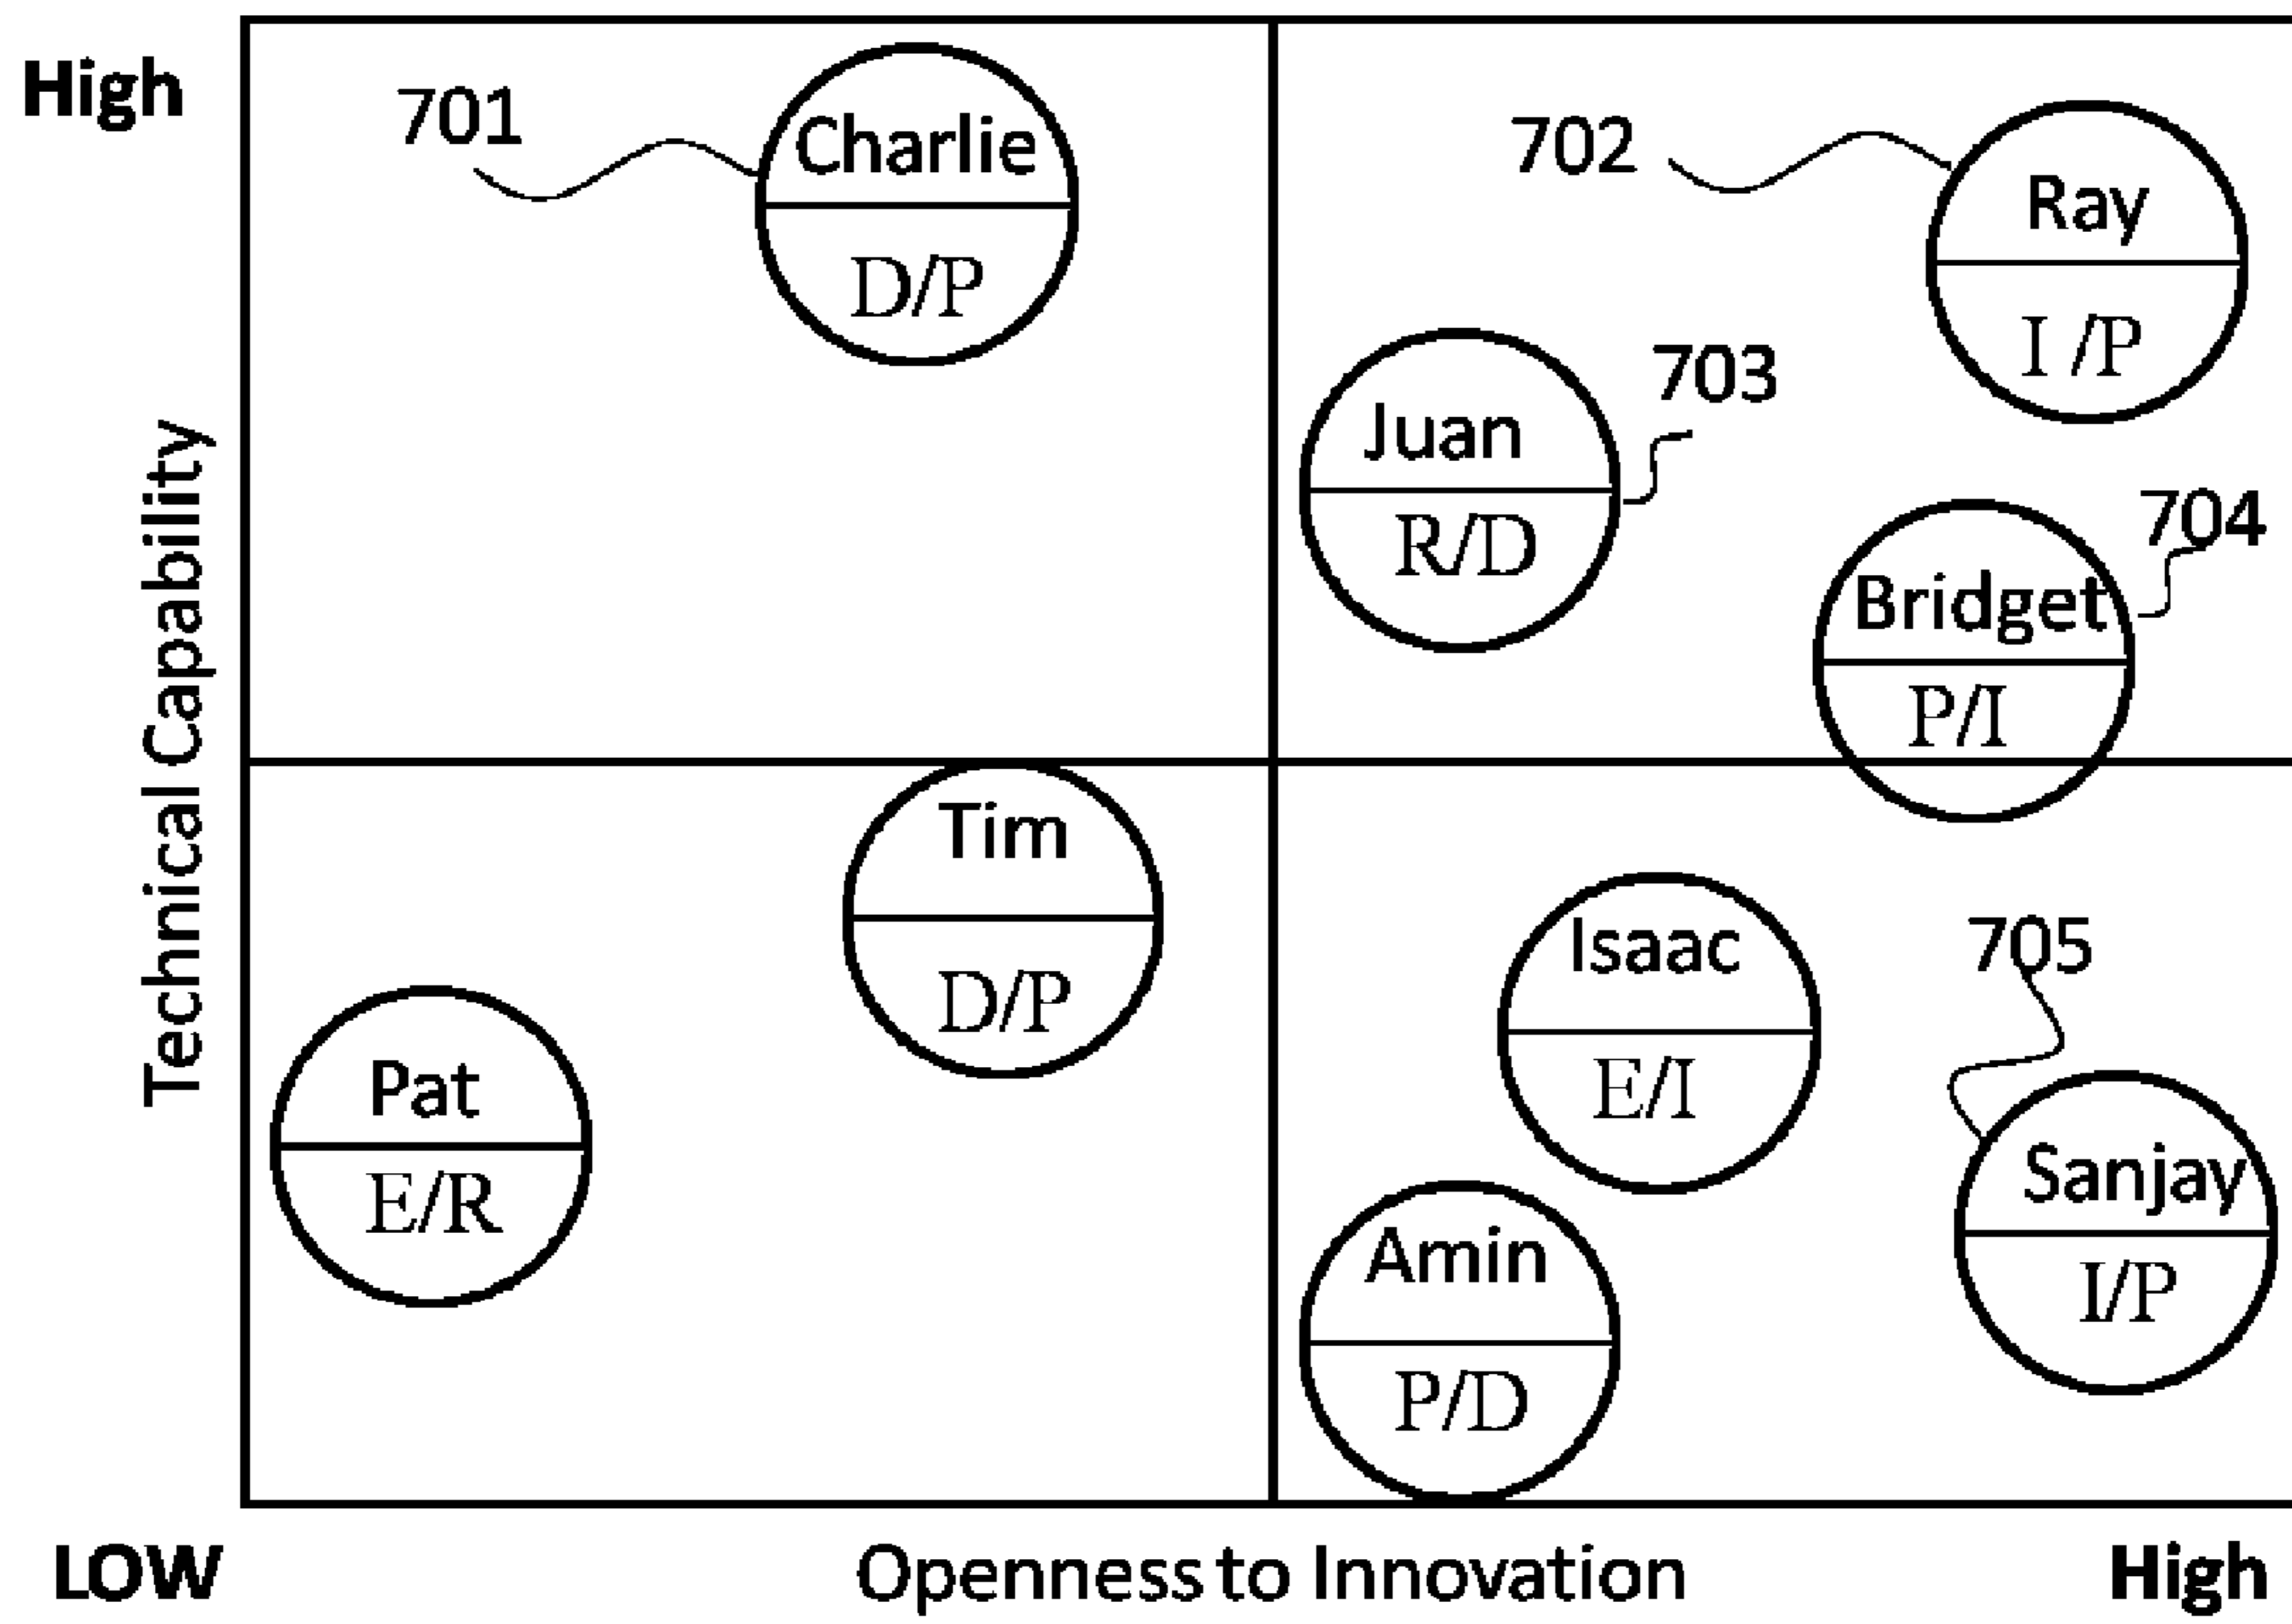 High
701
Charlie
D/P
702
Ray
I /P
Juan
R/D
703
704
Bridget
P/I
Technical Capability
Tim
D/P
Isaac
E/I
705
Pat
E/R
Sanjay
I/P
Amin
P/D
LOW
Openness to Innovation
High